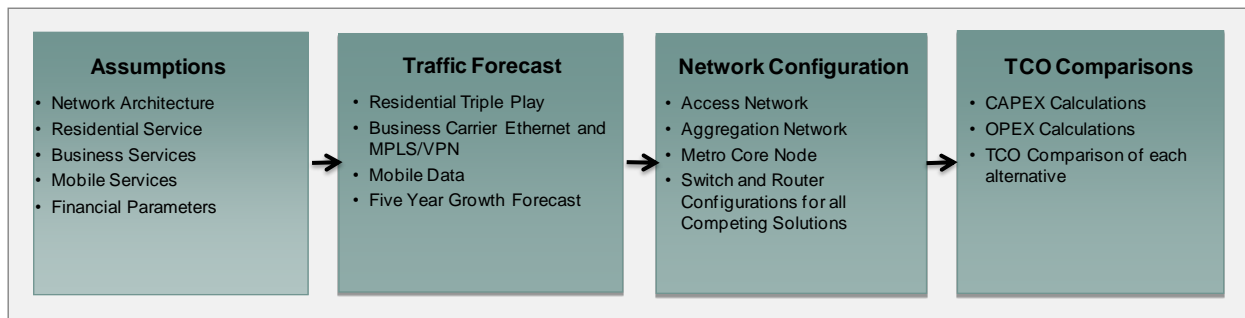 Assumptions
• Network Architecture
• Residential Service
• Business Services
• Mobile Services
• Financial Parameters
Traffic Forecast
• Residential Triple Play
• Business Carrier Ethernet and
MPLS/VPN
• Mobile Data
• Five Year Growth Forecast
Network Configuration
• Access Network
• Aggregation Network
• Metro Core Node
• Switch and Router
Configurations for all
Competing Solutions
TCO Comparisons
• CAPEX Calculations
• OPEX Calculations
• TCO Comparison of each
alternative